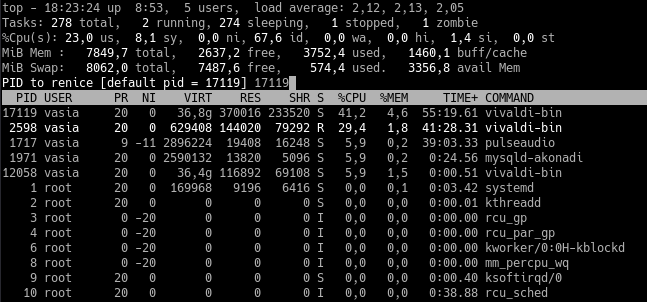 top - 18:23:24 up  8:53,  5 users,  load average: 2,12, 2,13, 2,05
Tasks: 278 total,   2 running, 274 sleeping,   1 stopped,   1 zombie
%Cpu(s): 23,0 us,  8,1 sy,  0,0 ni, 67,6 id,  0,0 wa,  0,0 hi,  1,4 si,  0,0 st
MiB Mem :   7849,7 total,   2637,2 free,   3752,4 used.   1460,1 buff/cache
MiB Swap:   8062,0 total,   7487,6 free,    574,4 used.   3356,8 avail Mem
PID to renice [default pid = 17119] 17119
PID USER      PR  NI    VIRT    RES    SHR S  %CPU  %MEM     TIME+ COMMAND
17119 vasia     20   0   36,8g 370016 233520 S  41,2   4,6  55:19.61 vivaldi-bin
2598 vasia     20   0  629408 144020  79292 R  29,4   1,8  41:28.31 vivaldi-bin
1717 vasia      9 -11 2896224  19408  16248 S   5,9   0,2  39:03.33 pulseaudio
1971 vasia     20   0 2590132  13820   5096 S   5,9   0,2   0:24.56 mysqld-akonadi
12058 vasia     20   0   36,4g 116892  69108 S   5,9   1,5   0:00.51 vivaldi-bin
1 root      20   0  169968   9196   6416 S   0,0   0,1   0:03.42 systemd
2 root      20   0       0      0      0 S   0,0   0,0   0:00.01 kthreadd
3 root       0 -20       0      0      0 I   0,0   0,0   0:00.00 rcu_gp
4 root       0 -20       0      0      0 I   0,0   0,0   0:00.00 rcu_par_gp
6 root       0 -20       0      0      0 I   0,0   0,0   0:00.00 kworker/0:0H-kblockd
8 root       0 -20       0      0      0 I   0,0   0,0   0:00.00 mm_percpu_wq
9 root      20   0       0      0      0 S   0,0   0,0   0:00.40 ksoftirqd/0
10 root      20   0       0      0      0 I   0,0   0,0   0:38.88 rcu_sched